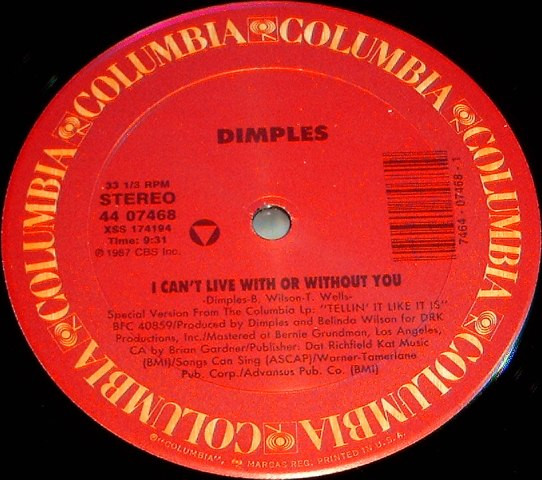 COLUMBIA COLUMBIA COLUMBIA COLUMBIA COLUMBIA COLUMBIA
DIMPLES
33 1/3 RPM
STEREO
44 07468
XSS 174194
Time: 9:31
℗ 1987 CBS Inc.
7464-07468-1
I CAN'T LIVE WITH OR WITHOUT YOU
-Dimples-B. Wilson-T. Wells-
Special Version From The Columbia Lp: "TELLIN' IT LIKE IT IS"
BFC 40859/Produced by Dimples and Belinda Wilson for DRK
Productions, Inc./Mastered at Bernie Grundman, Los Angeles,
CA by Brian Gardner/Publisher: Dat Richfield Kat Music
(BMI)/Songs Can Sing (ASCAP)/Warner-Tamerlane
Pub. Corp./Advansus Pub. Co. (BMI)
®"COLUMBIA", MARCAS REG. PRINTED IN U.S.A.